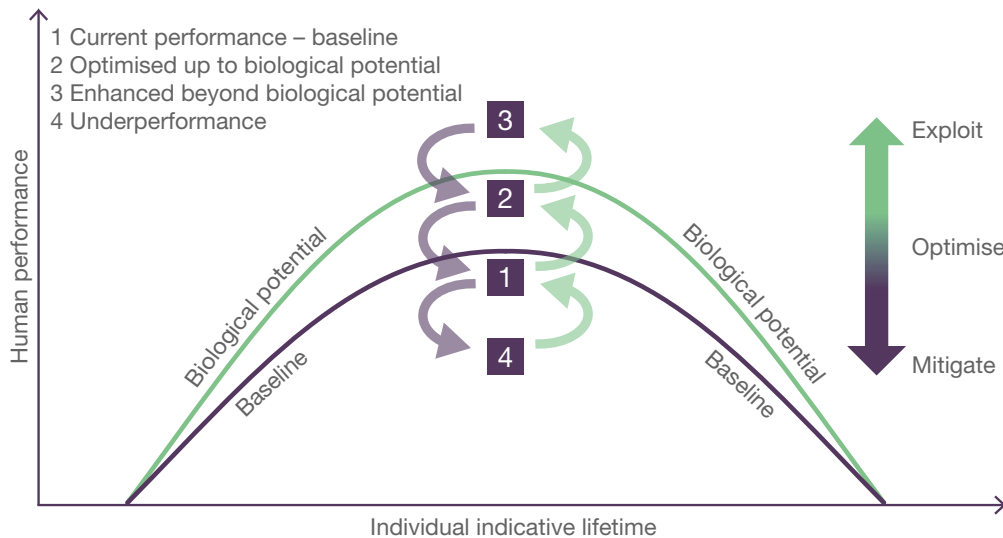 1 Current performance – baseline
2 Optimised up to biological potential
3 Enhanced beyond biological potential
4 Underperformance
3
2
1
4
Exploit
Optimise
Mitigate
Biological potential
Baseline
Biological potential
Baseline
Human performance
Individual indicative lifetime